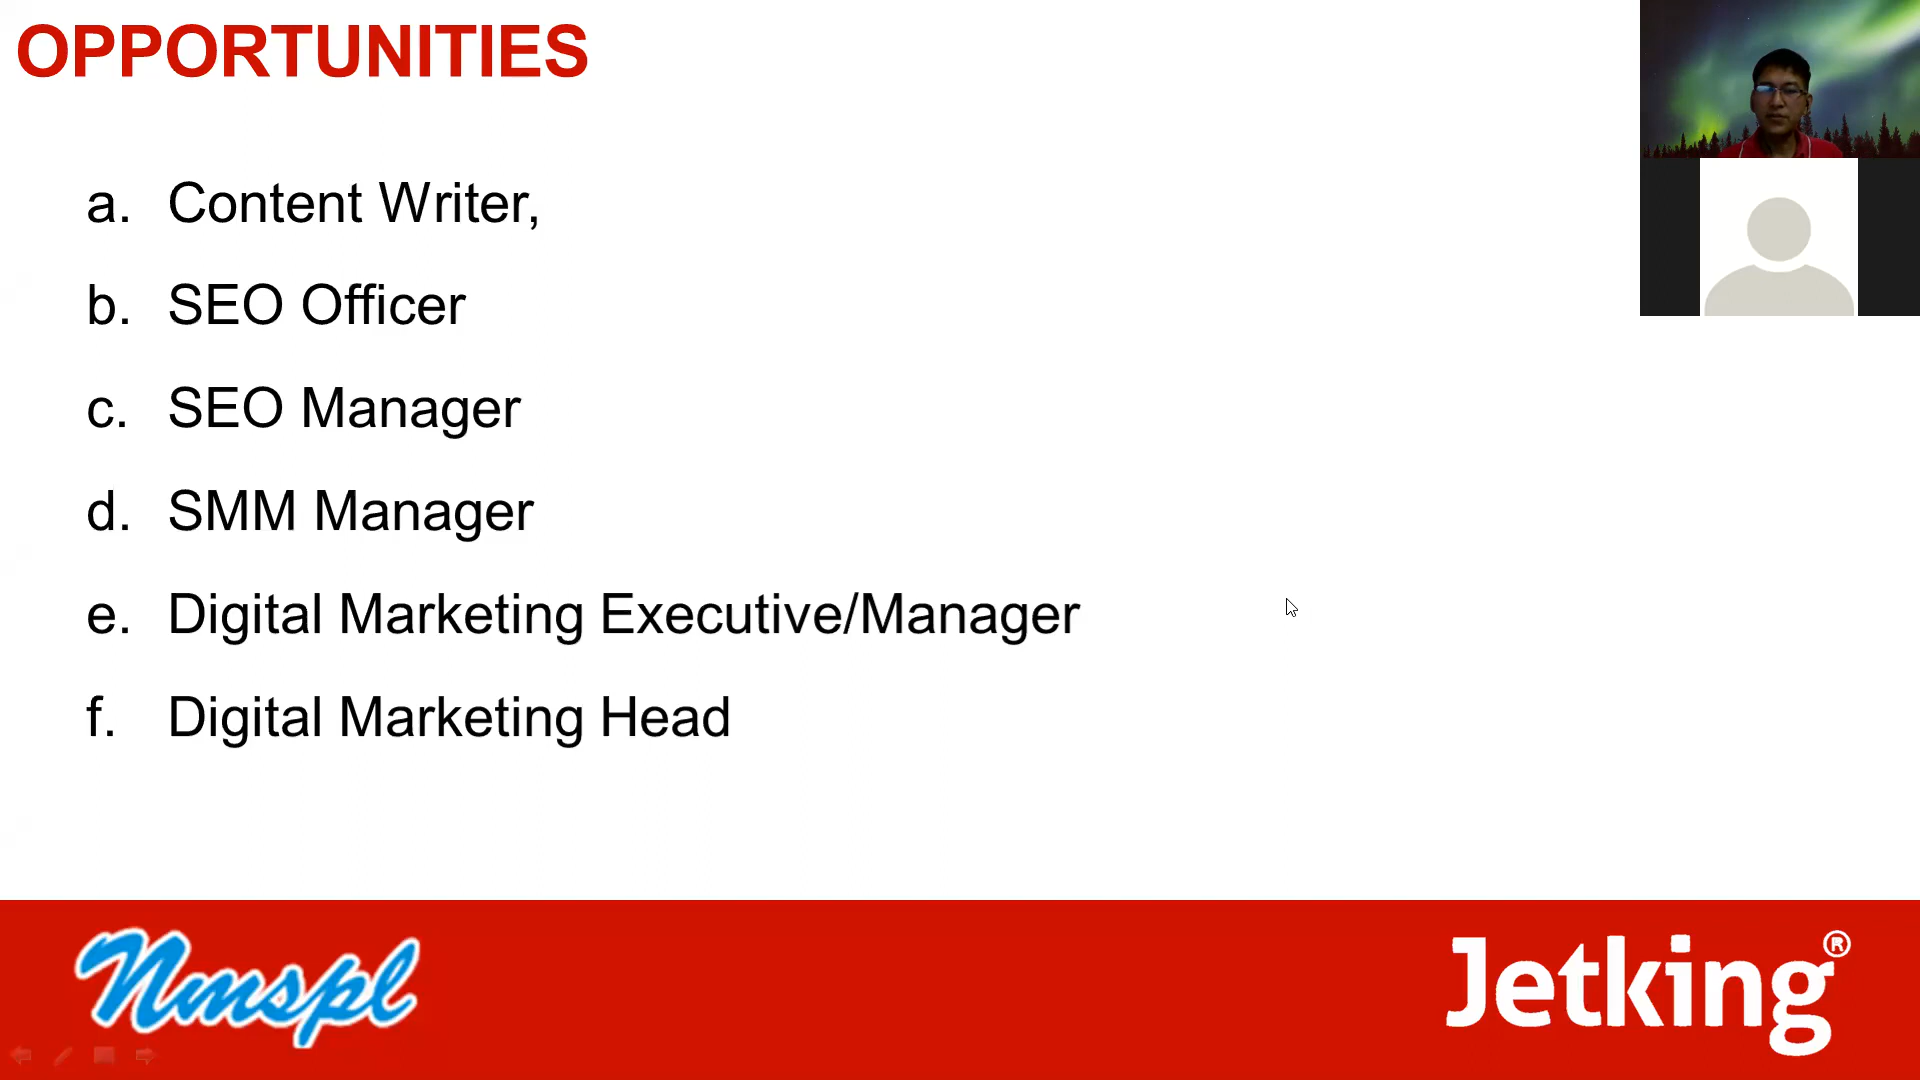 OPPORTUNITIES
a. Content Writer,
b. SEO Officer
c. SEO Manager
d. SMM Manager
e. Digital Marketing Executive/Manager
f. Digital Marketing Head
Nmspl
Jetking®